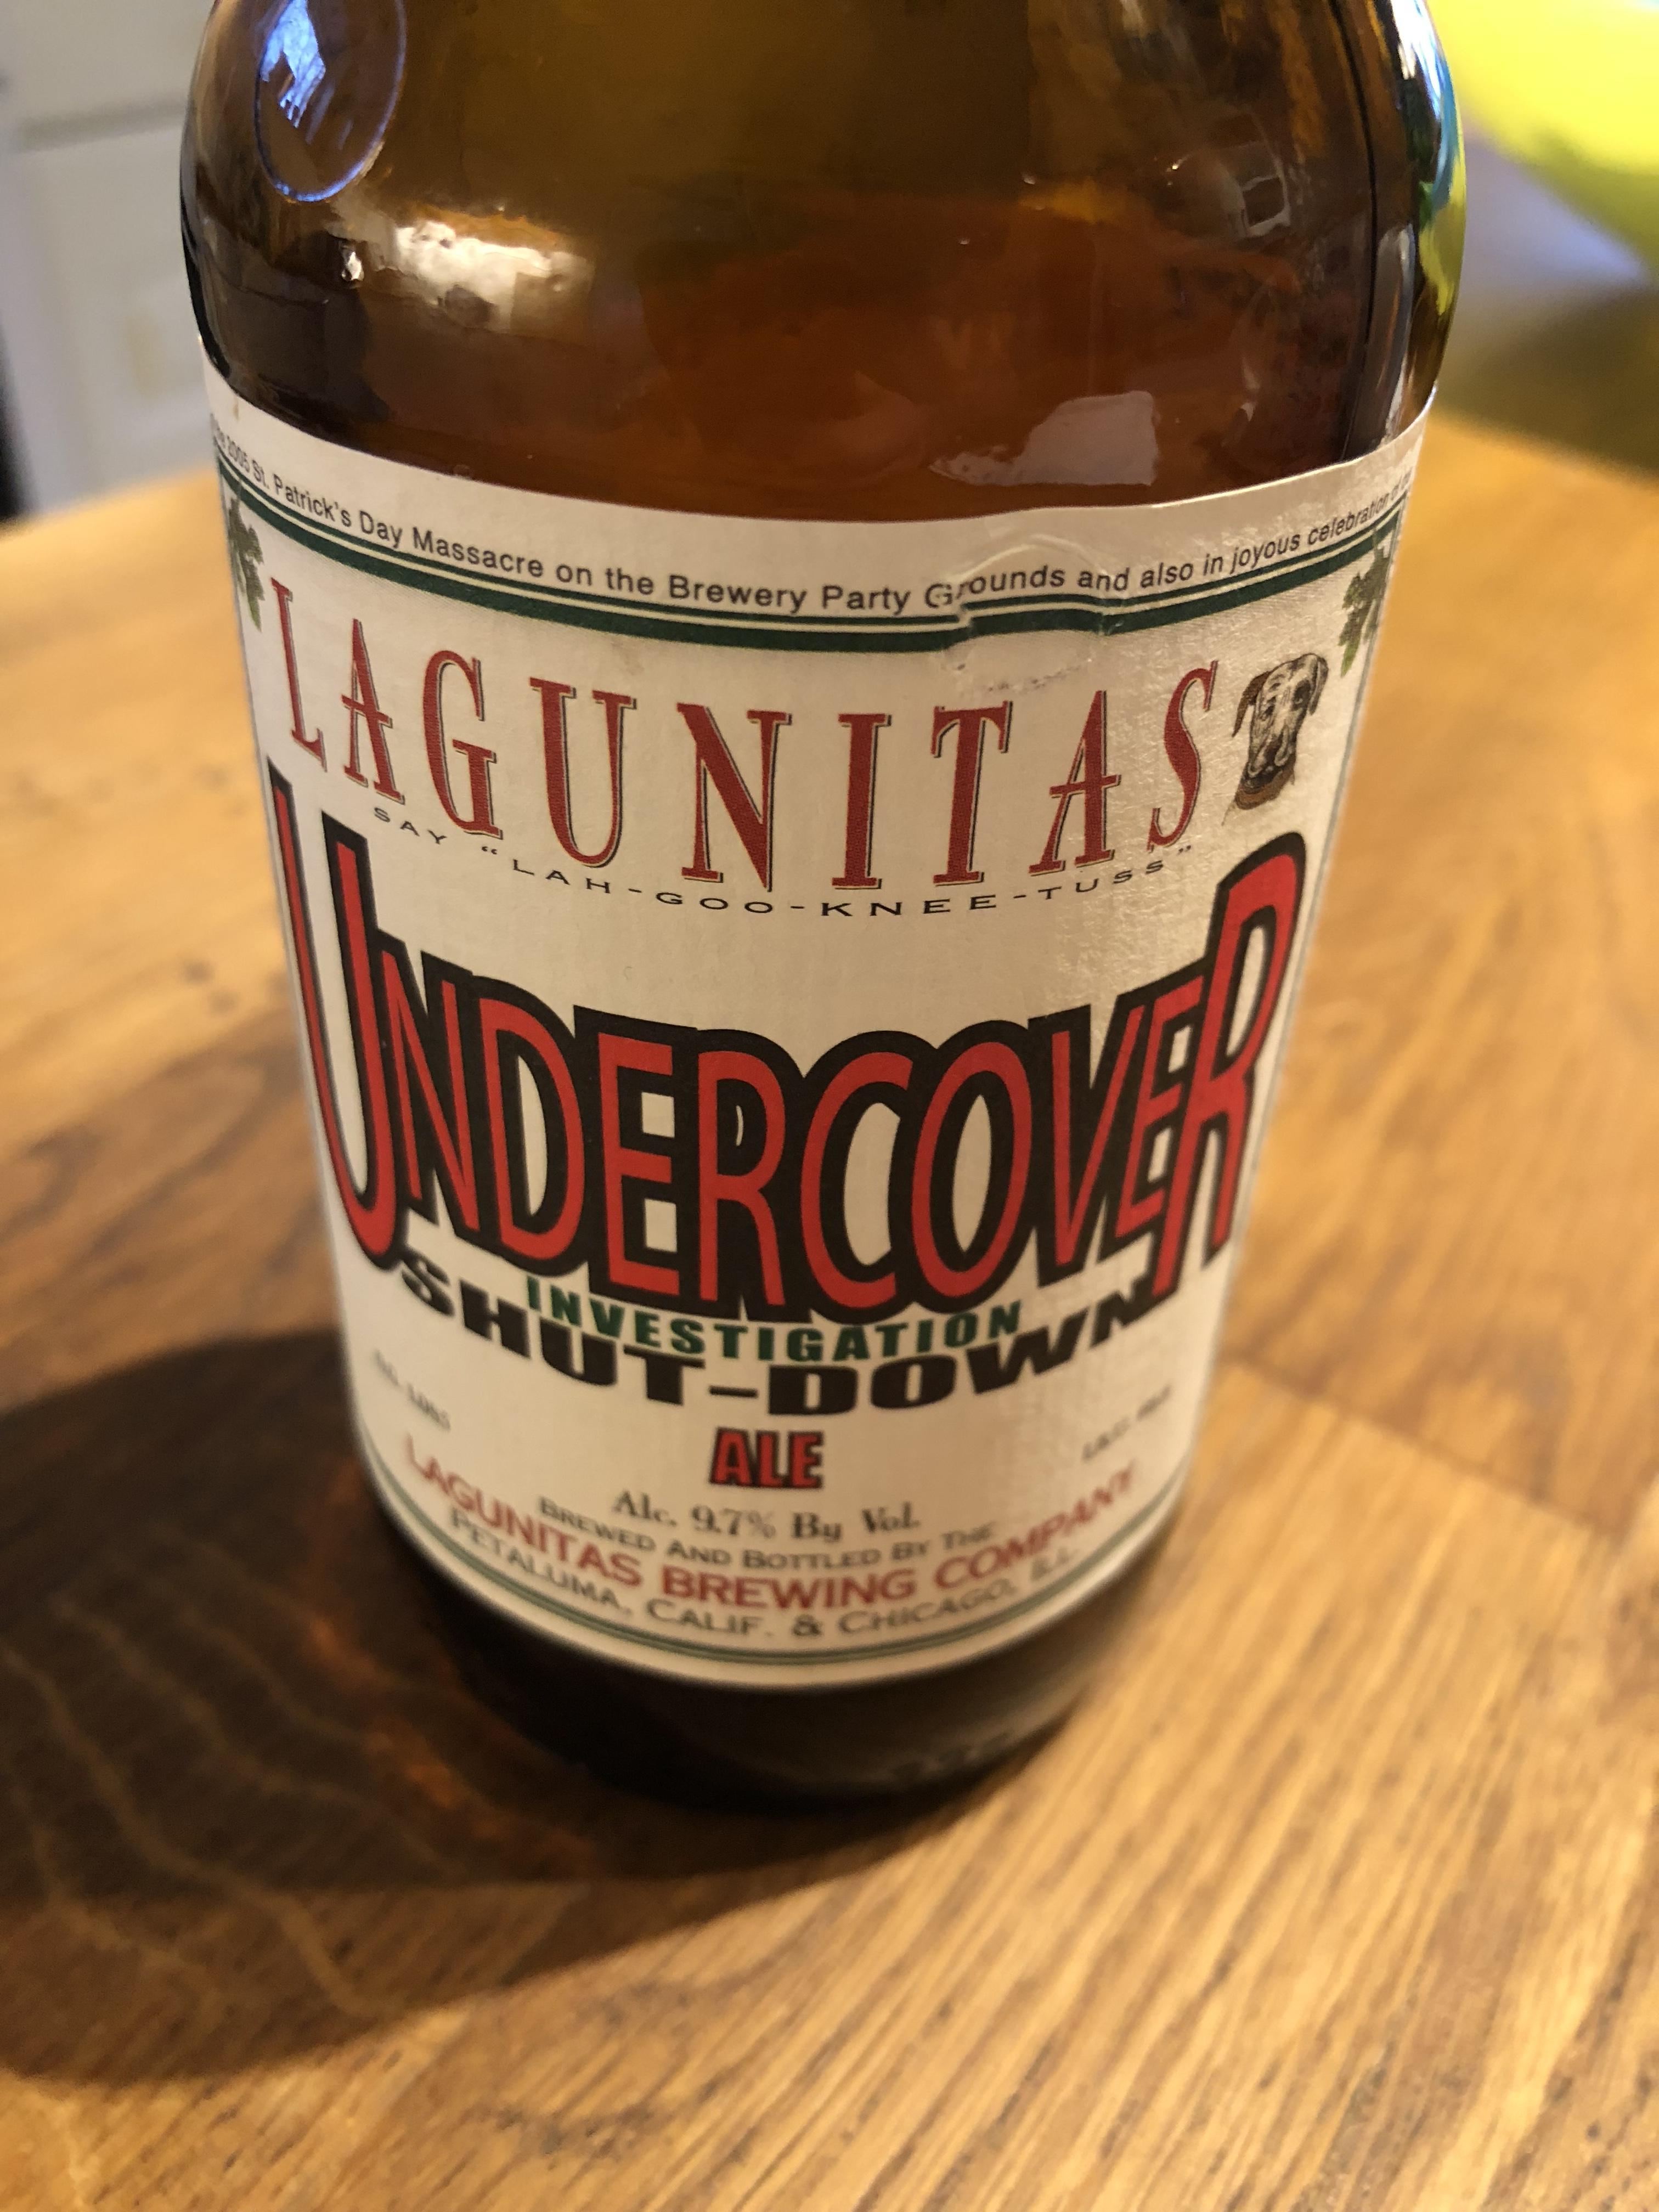 2005 St. Patrick's Day Massacre on the Brewery Party Grounds and also in joyous celebration of
LAGUNITAS
SAY "LAH-GOO-KNEE-TUSS"
UNDERCOVER
INVESTIGATION
SHUT-DOWN
ALE
Alc. 9.7% By Vol.
BREWED AND BOTTLED BY THE
LAGUNITAS BREWING COMPANY
PETALUMA, CALIF. & CHICAGO, ILL.